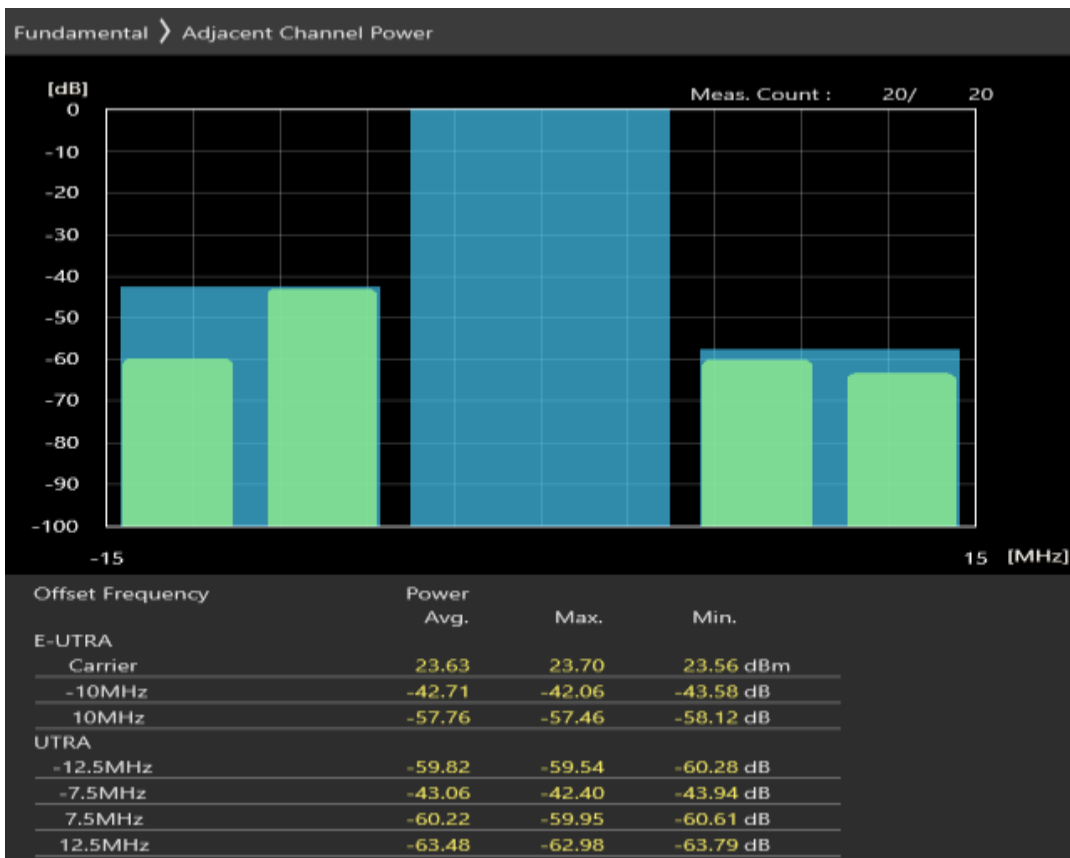 Fundamental 》 Adjacent Channel Power
[dB]
Meas. Count : 20/ 20
0
-10
-20
-30
-40
-50
-60
-70
-80
-90
-100
-15 15 [MHz]
Offset Frequency Power
Avg. Max. Min.
E-UTRA
Carrier 23.63 23.70 23.56 dBm
-10MHz -42.71 -42.06 -43.58 dB
10MHz -57.76 -57.46 -58.12 dB
UTRA
-12.5MHz -59.82 -59.54 -60.28 dB
-7.5MHz -43.06 -42.40 -43.94 dB
7.5MHz -60.22 -59.95 -60.61 dB
12.5MHz -63.48 -62.98 -63.79 dB